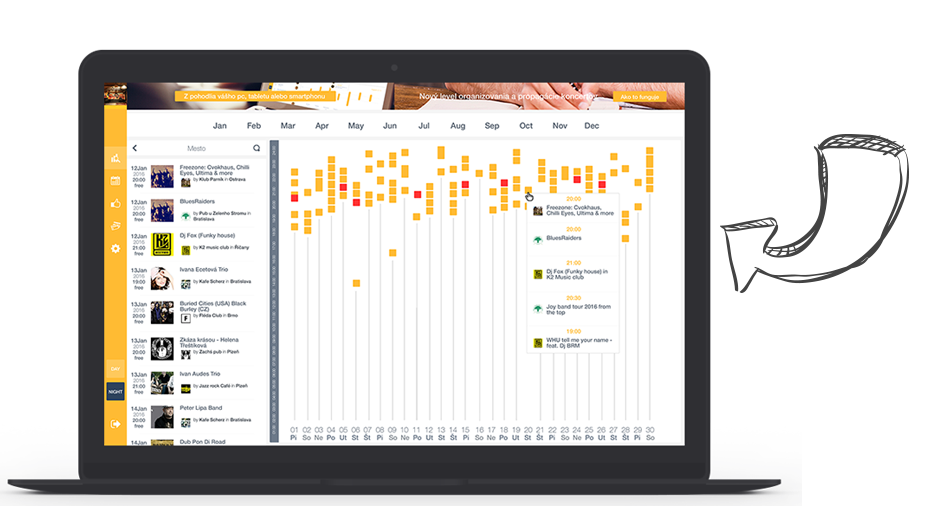 Z pohodlia vášho pc, tabletu alebo smartphonu
Nový level organizovania a propagácie koncertov
Ako to funguje
Jan Feb Mar Apr May Jun Jul Aug Sep Oct Nov Dec
Mesto
12Jan
2016
20:00
free
Freezone: Cvokhaus, Chilli
Eyes, Ultima & more
by Klub Parnik in Ostrava
12Jan
2016
20:00
free
BluesRaiders
by Pub u Zeleného Stromu in
Bratislava
12Jan
2016
21:00
free
Dj Fox (Funky house)
by K2 music club in Říčany
13Jan
2016
19:00
free
Ivana Ecetová Trio
by Kafe Scherz in Bratislava
13Jan
2016
20:00
free
Buried Cities (USA) Black
Burley (CZ)
by Fléda Club in Brno
13Jan
2016
20:00
free
Zkáza krásou - Helena
Třeštíková
by Zachš pub in Plzeň
13Jan
2016
21:00
free
Ivan Audes Trio
by Jazz rock Café in Plzeň
14Jan
2016
20:00
free
Peter Lipa Band
by Kafe Scherz in Bratislava
14Jan
Dub Pon Di Road
DAY
NIGHT
20:00
Freezone: Cvokhaus,
Chilli Eyes, Ultima & more
20:00
BluesRaiders
21:00
Dj Fox (Funky house) in
K2 Music club
20:30
Joy band tour 2016 from
the top
19:00
WHU tell me your name -
feat. Dj BRM
01 02 03 04 05 06 07 08 09 10 11 12 13 14 15 16 17 18 19 20 21 22 23 24 25 26 27 28 29 30
Pi So Ne Po Ut St Št Pi So Ne Po Ut St Št Pi So Ne Po Ut St Št Pi So Ne Po Ut St Št Pi So